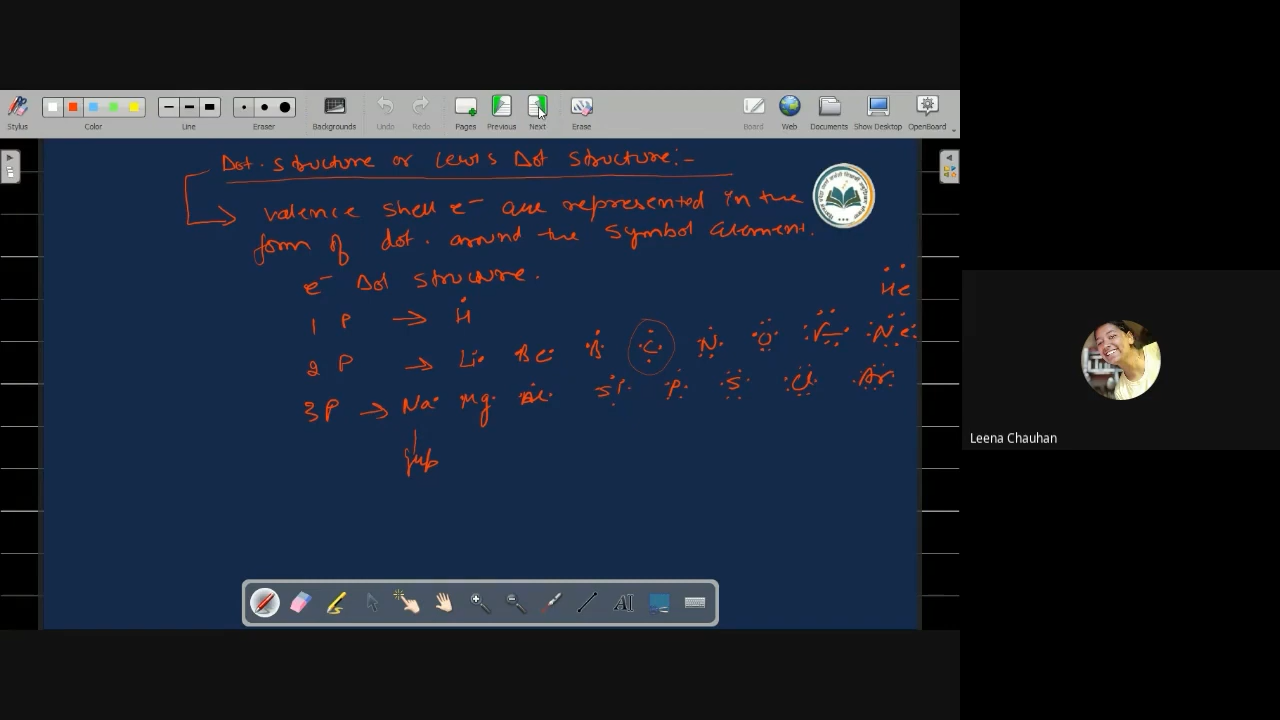 Stylus Color Line Eraser Backgrounds Undo Redo Pages Previous Next Erase Board Web Documents Show Desktop OpenBoard
Dot. structure or Lewis Dot structure:-
valence shell e- are represented in the
form of dot. around the symbol element.
e- Dot structure.
He
1 P → H
2 P → Li Be B C N O F Ne
3P → Na Mg Al Si P S Cl Ar
Leena Chauhan
AI